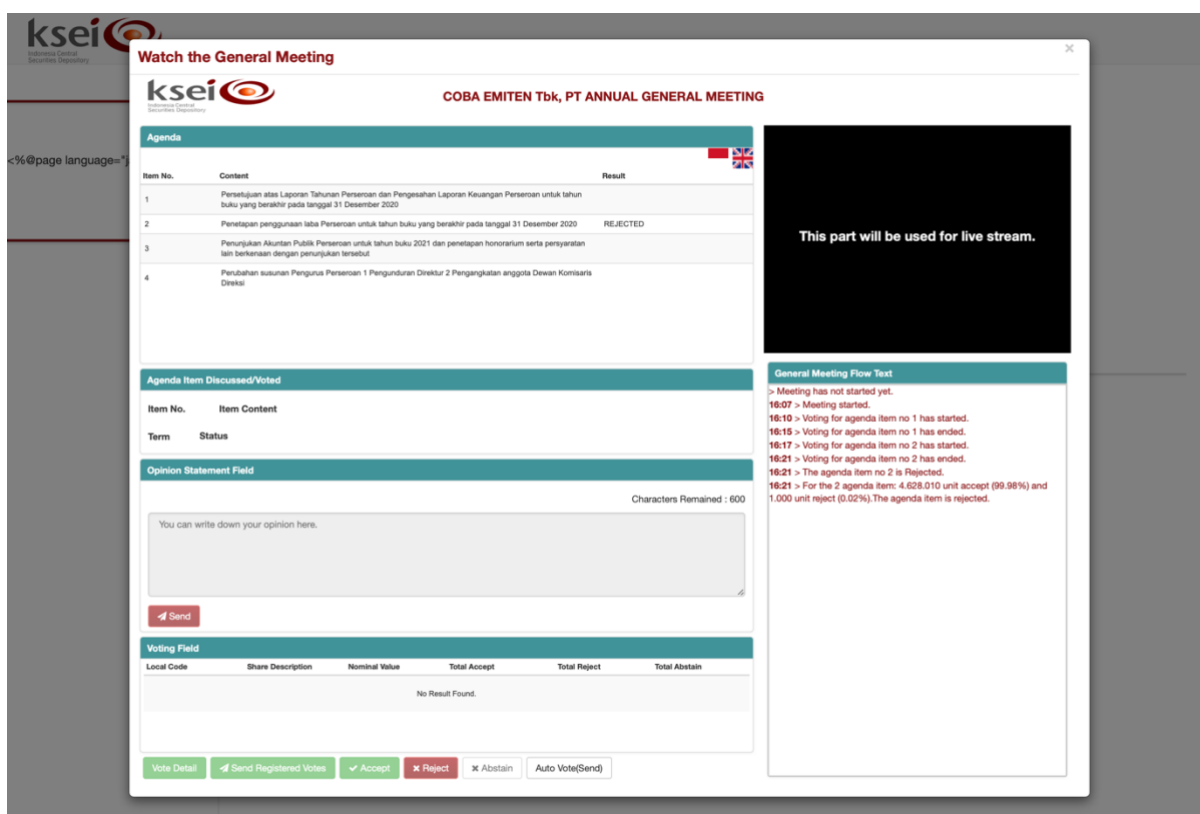 ksei
Indonesia Central
Securities Depository
<%@page language="j
Watch the General Meeting
×
ksei
Indonesia Central
Securities Depository
COBA EMITEN Tbk, PT ANNUAL GENERAL MEETING
Agenda
Item No. Content Result
1 Persetujuan atas Laporan Tahunan Perseroan dan Pengesahan Laporan Keuangan Perseroan untuk tahun
buku yang berakhir pada tanggal 31 Desember 2020
2 Penetapan penggunaan laba Perseroan untuk tahun buku yang berakhir pada tanggal 31 Desember 2020 REJECTED
3 Penunjukan Akuntan Publik Perseroan untuk tahun buku 2021 dan penetapan honorarium serta persyaratan
lain berkenaan dengan penunjukan tersebut
4 Perubahan susunan Pengurus Perseroan 1 Pengunduran Direktur 2 Pengangkatan anggota Dewan Komisaris
Direksi
This part will be used for live stream.
Agenda Item Discussed/Voted
Item No. Item Content
Term Status
Opinion Statement Field
Characters Remained : 600
You can write down your opinion here.
Send
Voting Field
Local Code Share Description Nominal Value Total Accept Total Reject Total Abstain
No Result Found.
Vote Detail Send Registered Votes Accept Reject Abstain Auto Vote(Send)
General Meeting Flow Text
> Meeting has not started yet.
16:07 > Meeting started.
16:10 > Voting for agenda item no 1 has started.
16:15 > Voting for agenda item no 1 has ended.
16:17 > Voting for agenda item no 2 has started.
16:21 > Voting for agenda item no 2 has ended.
16:21 > The agenda item no 2 is Rejected.
16:21 > For the 2 agenda item: 4.628.010 unit accept (99.98%) and
1.000 unit reject (0.02%).The agenda item is rejected.